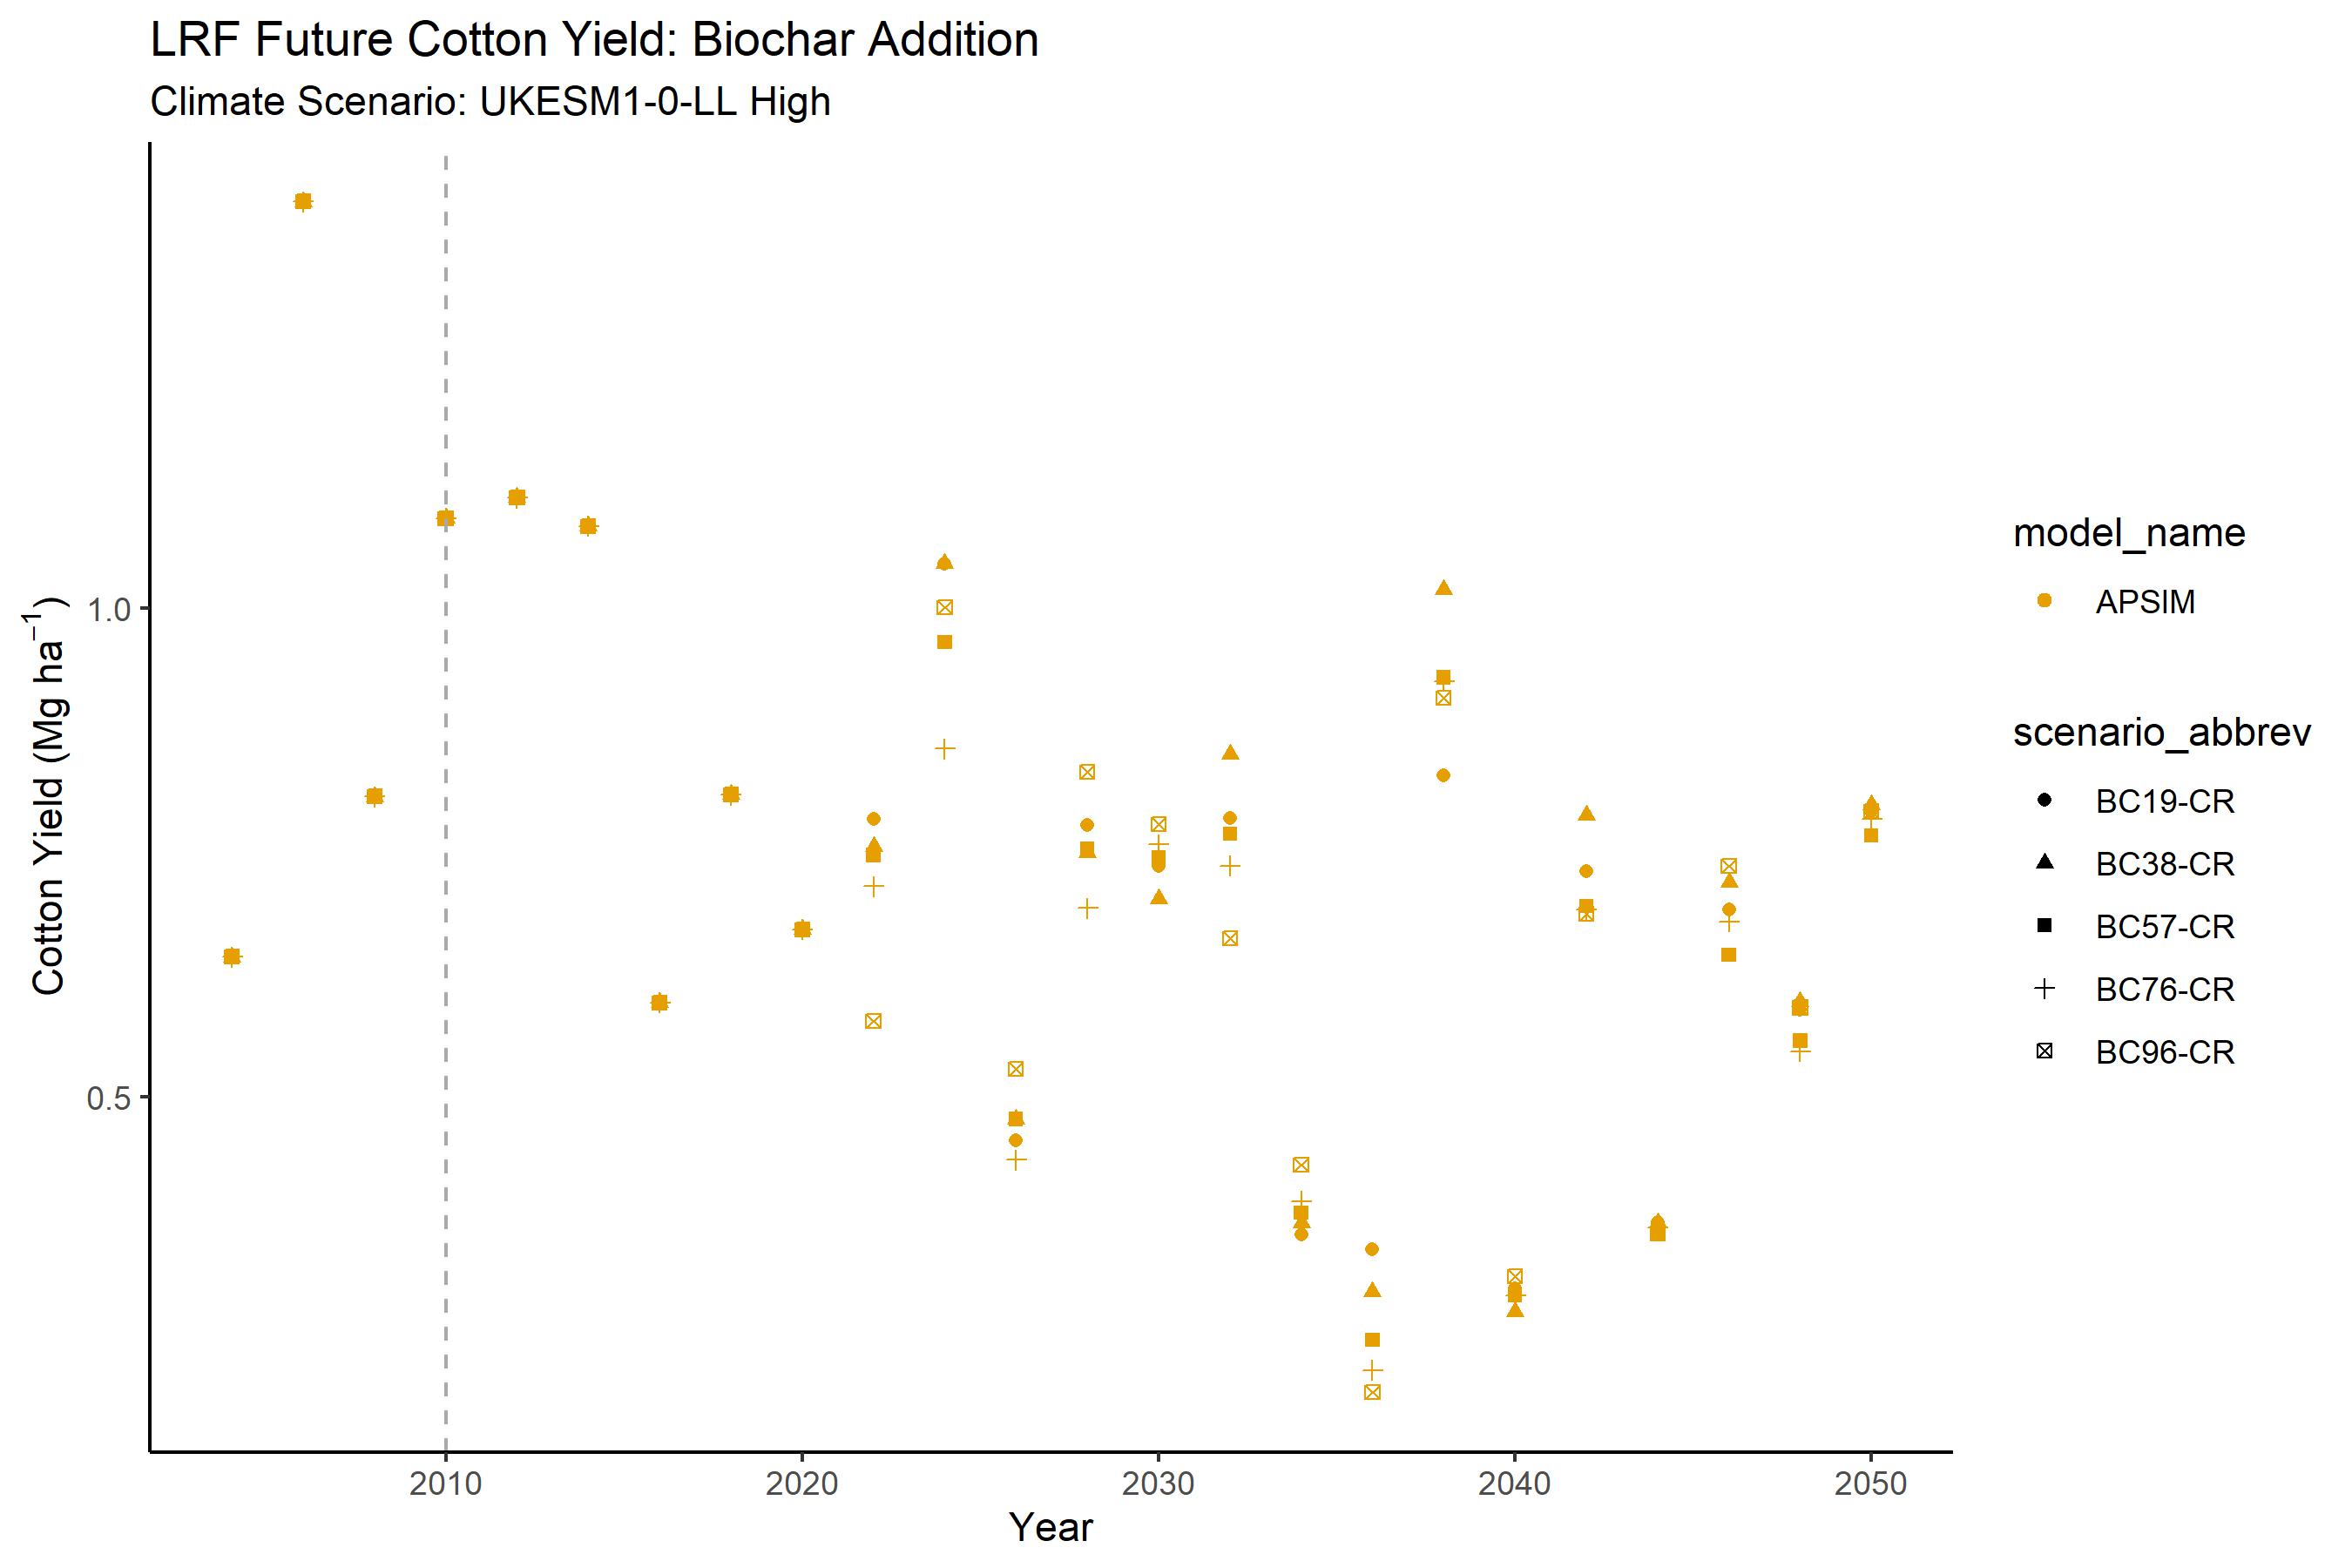 LRF Future Cotton Yield: Biochar Addition
Climate Scenario: UKESM1-0-LL High
Cotton Yield (Mg ha⁻¹)
1.0
0.5
2010
2020
2030
2040
2050
Year
model_name
APSIM
scenario_abbrev
BC19-CR
BC38-CR
BC57-CR
BC76-CR
BC96-CR